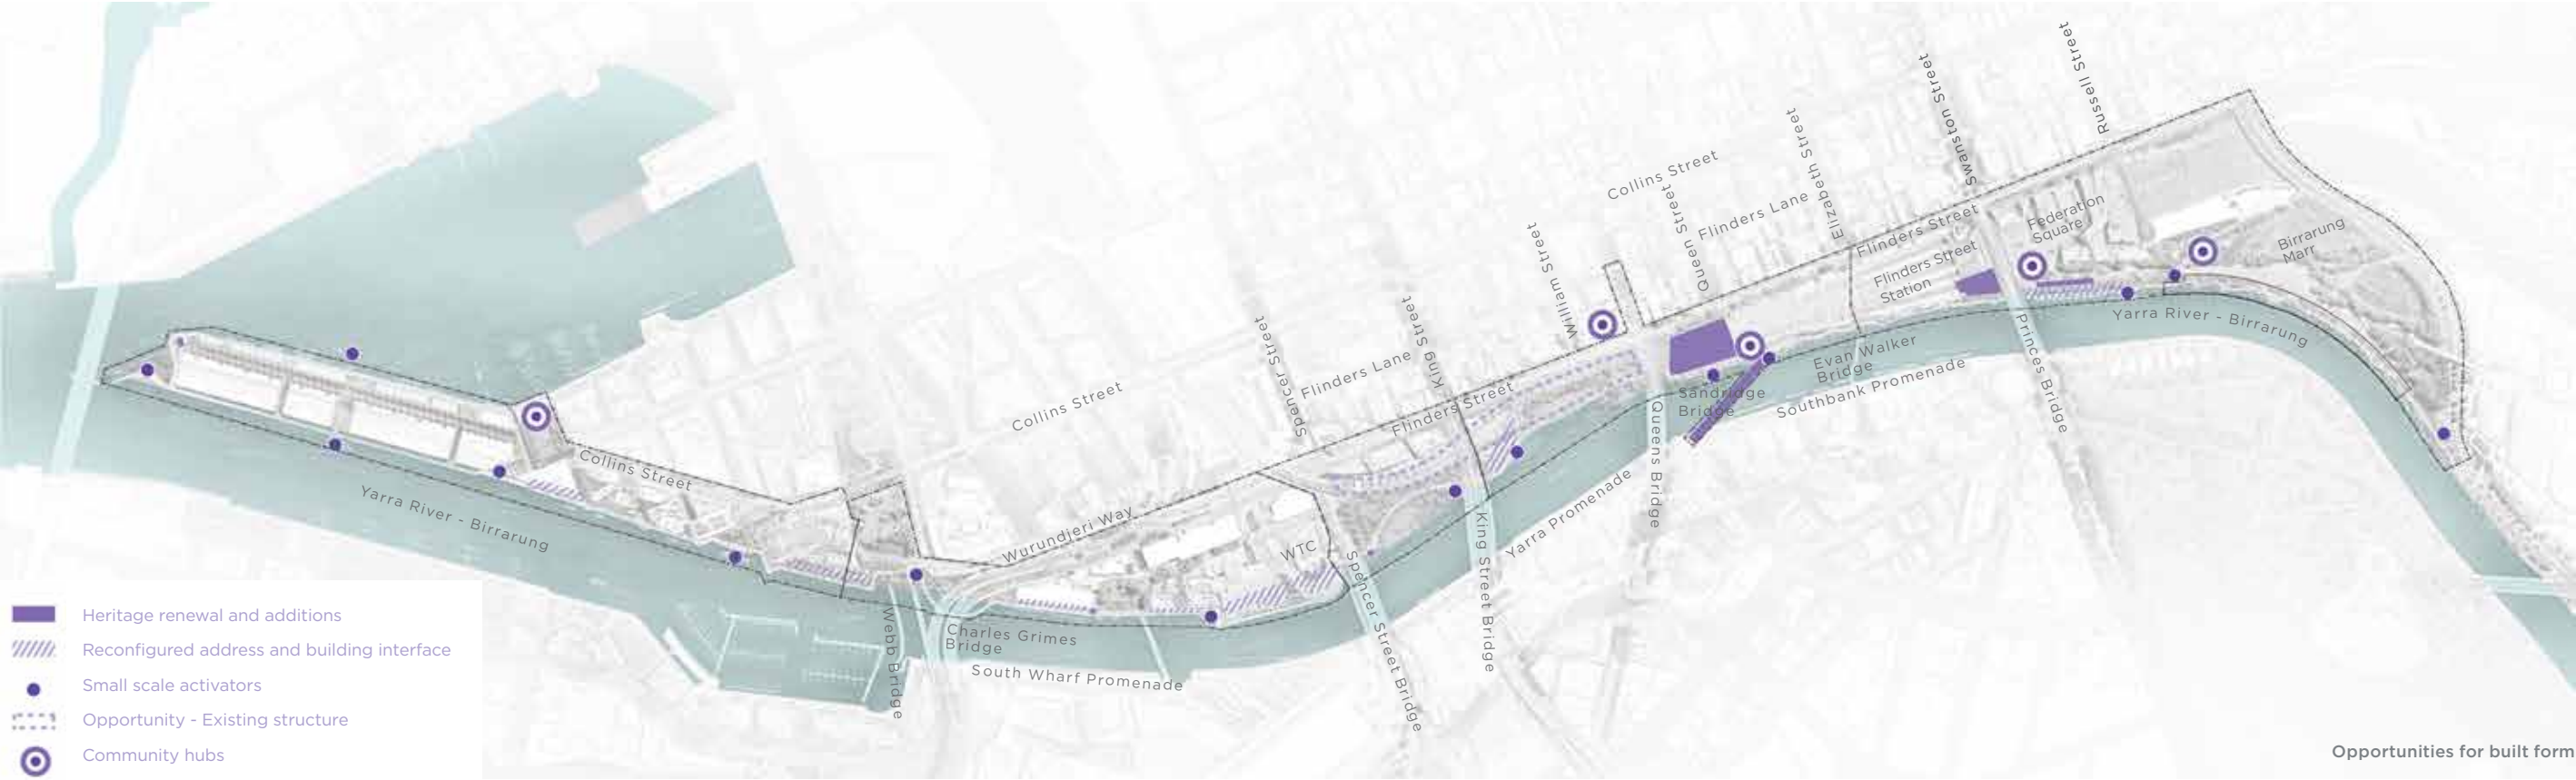 Russell Street
Swanston Street
Elizabeth Street
Collins Street
Queen Street
Flinders Lane
William Street
Flinders Street
Federation
Square
Flinders Street
Station
Birrarung
Marr
Yarra River - Birrarung
Princes Bridge
Evan Walker
Bridge
Southbank Promenade
Sandridge
Bridge
Queens Bridge
King Street
Spencer Street
Flinders Lane
Flinders Street
Collins Street
Yarra Promenade
King Street Bridge
Spencer Street Bridge
WTC
Wurundjeri Way
Collins Street
Yarra River - Birrarung
Webb Bridge
Charles Grimes
Bridge
South Wharf Promenade
Heritage renewal and additions
Reconfigured address and building interface
Small scale activators
Opportunity - Existing structure
Community hubs
Opportunities for built form